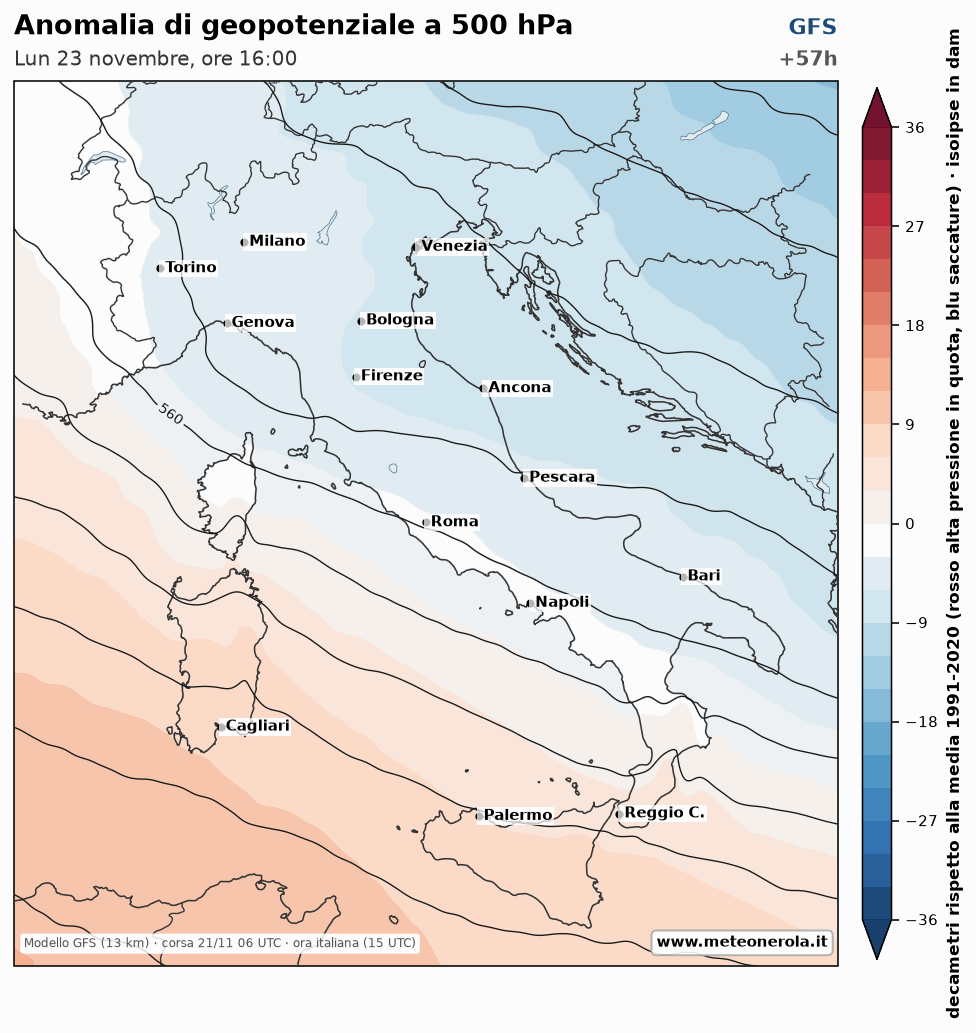 Anomalia di geopotenziale a 500 hPa
GFS
Lun 23 novembre, ore 16:00
+57h
Milano
Venezia
Torino
Genova
Bologna
Firenze
Ancona
560
Pescara
Roma
Bari
Napoli
Cagliari
Palermo
Reggio C.
Modello GFS (13 km) · corsa 21/11 06 UTC · ora italiana (15 UTC)
www.meteonerola.it
36
27
18
9
0
−9
−18
−27
−36
decametri rispetto alla media 1991-2020 (rosso alta pressione in quota, blu saccature) · isoipse in dam